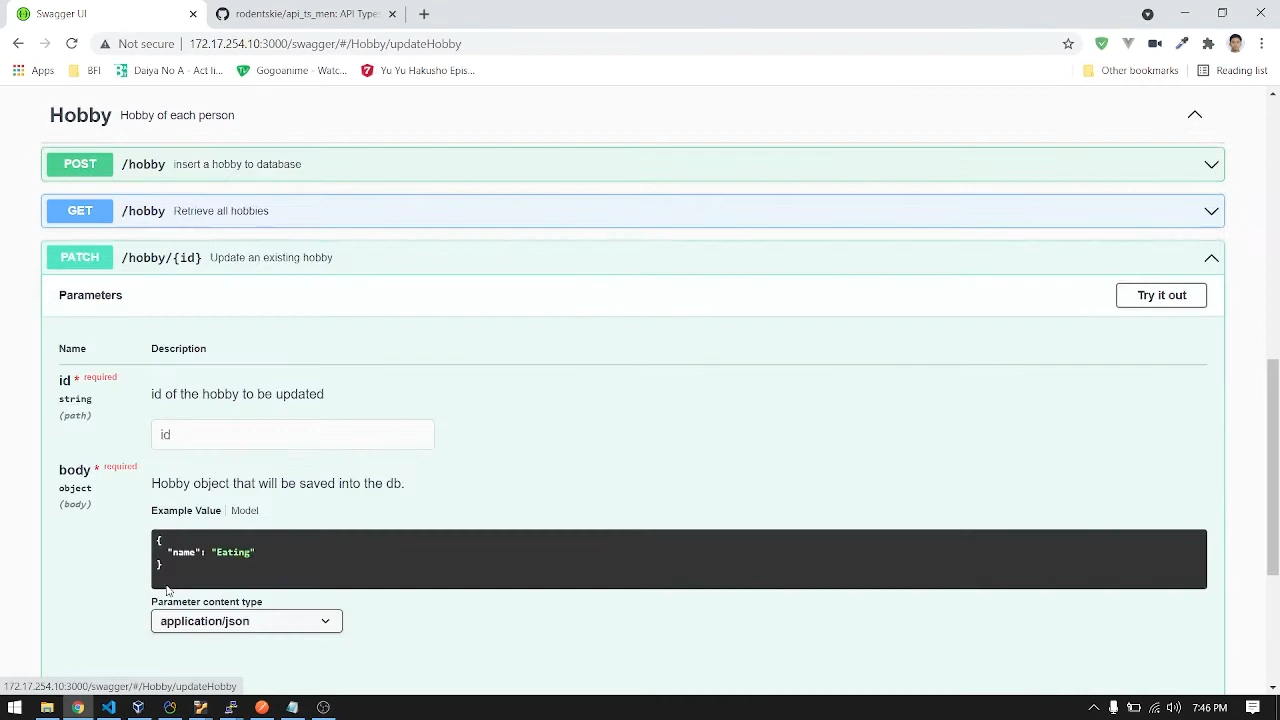 Swagger UI
rodentskie/api_ts_men: API Type
Not secure
172.17.254.10:3000/swagger/#/Hobby/updateHobby
Apps
BFI
Daiya No A - Act Ii...
Gogoanime - Watc...
Yu Yu Hakusho Epis...
Other bookmarks
Reading list
Hobby Hobby of each person
POST /hobby insert a hobby to database
GET /hobby Retrieve all hobbies
PATCH /hobby/{id} Update an existing hobby
Parameters
Try it out
Name Description
id * required
string
(path)
id of the hobby to be updated
id
body * required
object
(body)
Hobby object that will be saved into the db.
Example Value | Model
{
"name": "Eating"
}
Parameter content type
application/json
172.17.254.10:3000/swagger/#/Hobby/updateHobby
7:46 PM